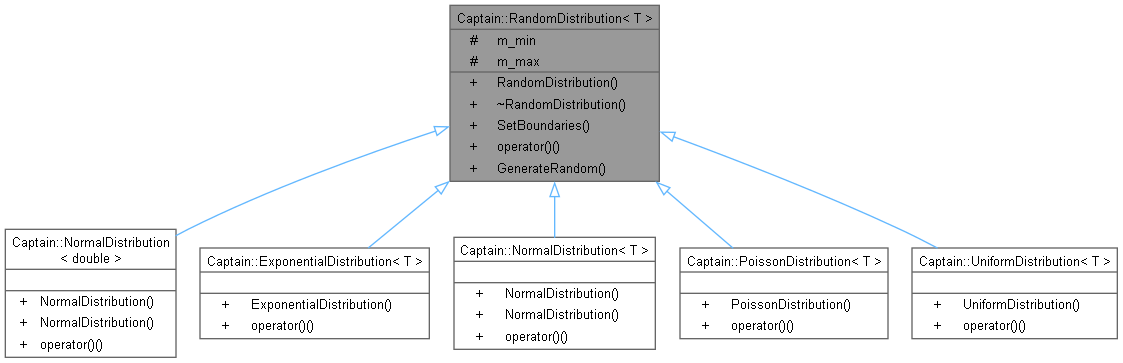 Captain::RandomDistribution< T >
# m_min
# m_max
+ RandomDistribution()
+ ~RandomDistribution()
+ SetBoundaries()
+ operator()()
+ GenerateRandom()
Captain::NormalDistribution
< double >
+ NormalDistribution()
+ NormalDistribution()
+ operator()()
Captain::ExponentialDistribution< T >
+ ExponentialDistribution()
+ operator()()
Captain::NormalDistribution< T >
+ NormalDistribution()
+ NormalDistribution()
+ operator()()
Captain::PoissonDistribution< T >
+ PoissonDistribution()
+ operator()()
Captain::UniformDistribution< T >
+ UniformDistribution()
+ operator()()